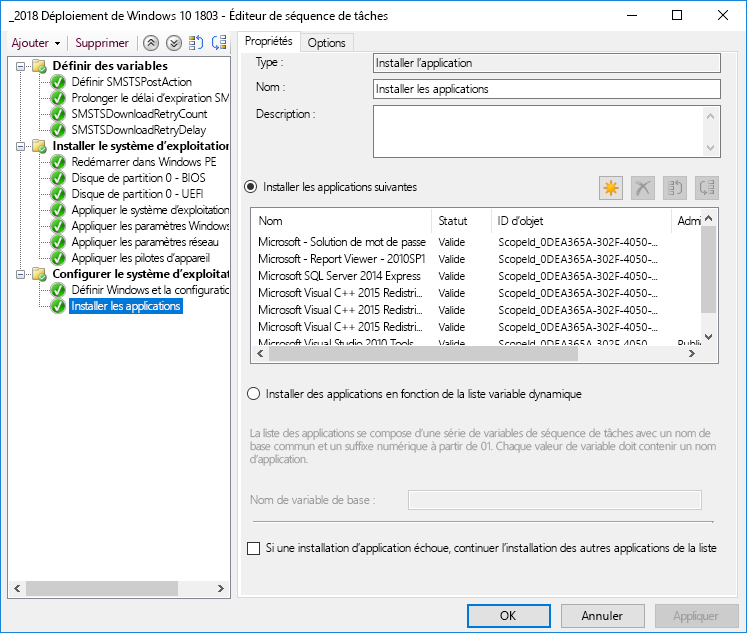 _2018 Déploiement de Windows 10 1803 - Éditeur de séquence de tâches
Ajouter
Supprimer
Définir des variables
Définir SMSTSPostAction
Prolonger le délai d'expiration SM
SMSTSDownloadRetryCount
SMSTSDownloadRetryDelay
Installer le système d'exploitation
Redémarrer dans Windows PE
Disque de partition 0 - BIOS
Disque de partition 0 - UEFI
Appliquer le système d'exploitation
Appliquer les paramètres Windows
Appliquer les paramètres réseau
Appliquer les pilotes d'appareil
Configurer le système d'exploitat
Définir Windows et la configuratio
Installer les applications
Propriétés
Options
Type :
Installer l'application
Nom :
Installer les applications
Description :
Installer les applications suivantes
Nom Statut ID d'objet Admi
Microsoft - Solution de mot de passe Valide ScopeId_0DEA365A-302F-4050-...
Microsoft - Report Viewer - 2010SP1 Valide ScopeId_0DEA365A-302F-4050-...
Microsoft SQL Server 2014 Express Valide ScopeId_0DEA365A-302F-4050-...
Microsoft Visual C++ 2015 Redistri... Valide ScopeId_0DEA365A-302F-4050-...
Microsoft Visual C++ 2015 Redistri... Valide ScopeId_0DEA365A-302F-4050-...
Microsoft Visual C++ 2015 Redistri... Valide ScopeId_0DEA365A-302F-4050-...
Microsoft Visual Studio 2010 Tools Valide ScopeId_0DEA365A-302F-4050 Public
Installer des applications en fonction de la liste variable dynamique
La liste des applications se compose d'une série de variables de séquence de tâches avec un nom de
base commun et un suffixe numérique à partir de 01. Chaque valeur de variable doit contenir un nom
d'application.
Nom de variable de base :
Si une installation d'application échoue, continuer l'installation des autres applications de la liste
OK
Annuler
Appliquer